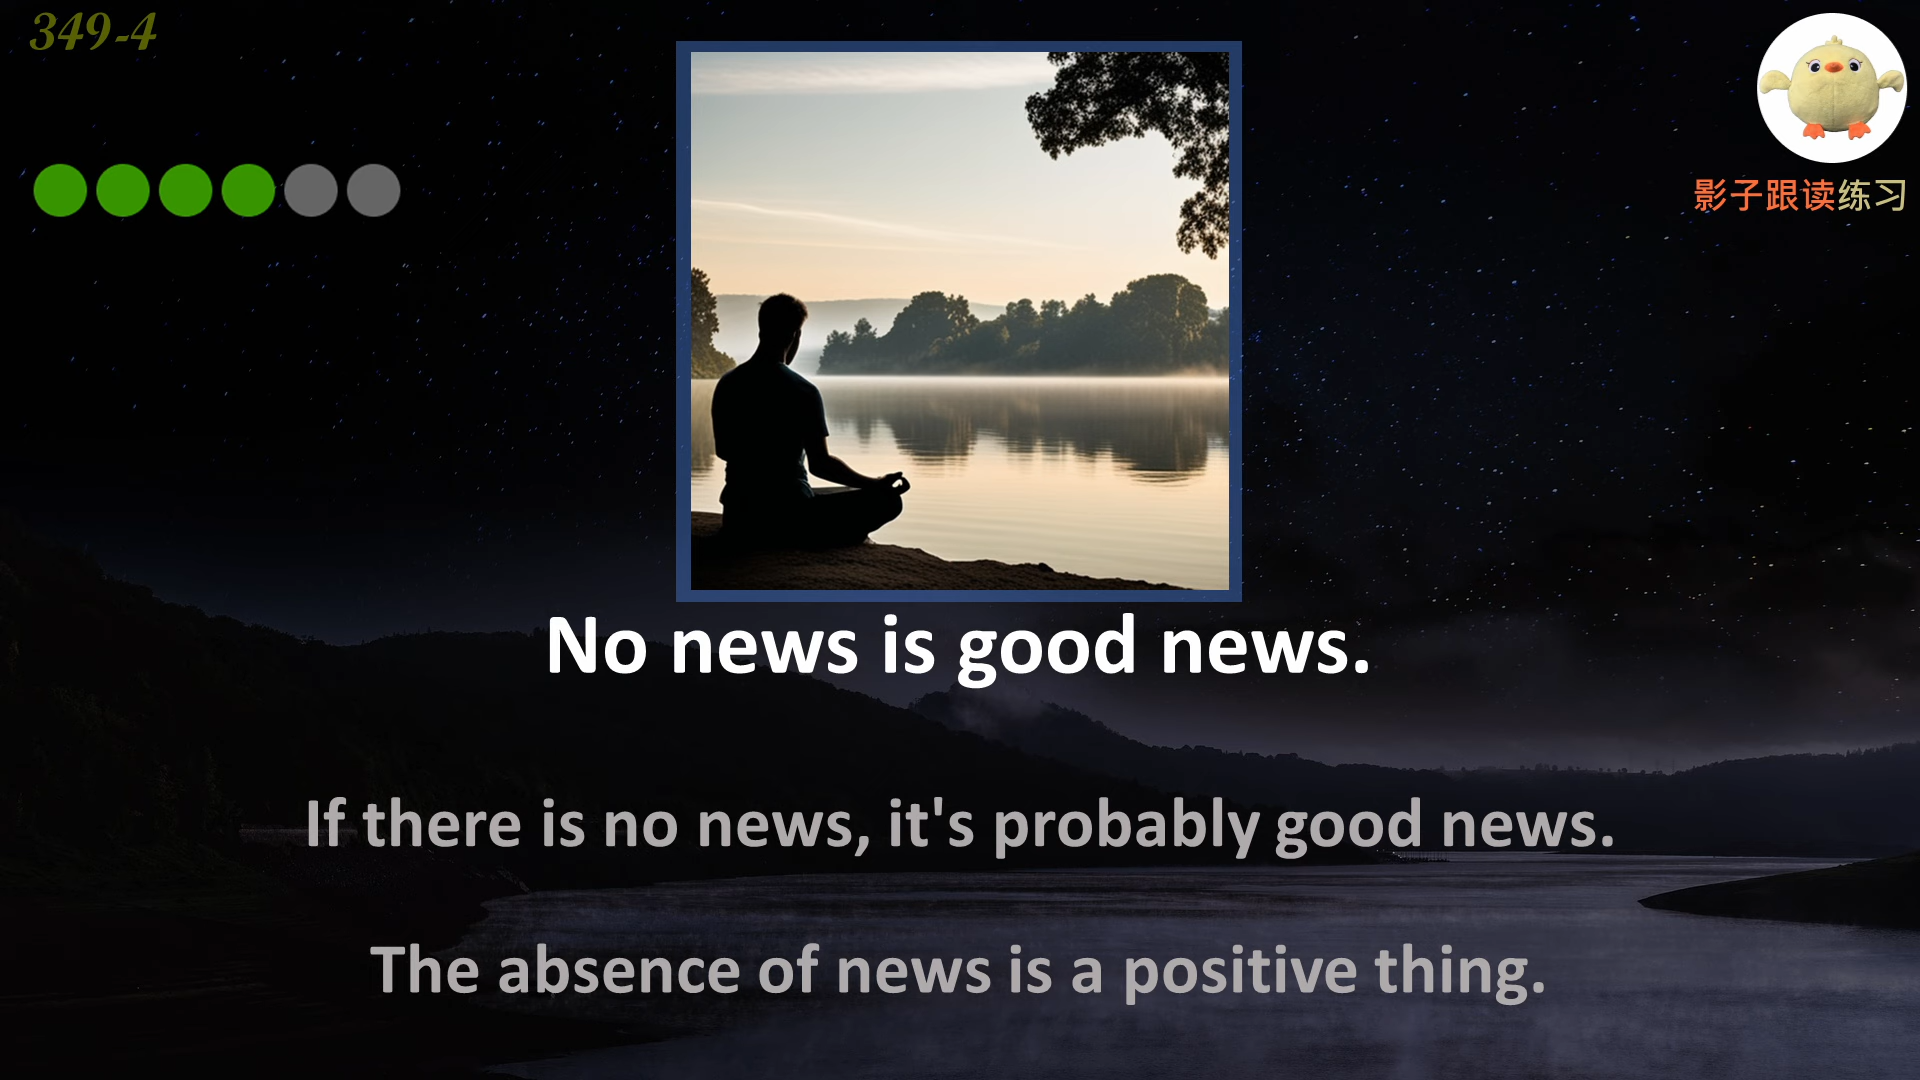 349-4
影子跟读练习
No news is good news.
If there is no news, it's probably good news.
The absence of news is a positive thing.